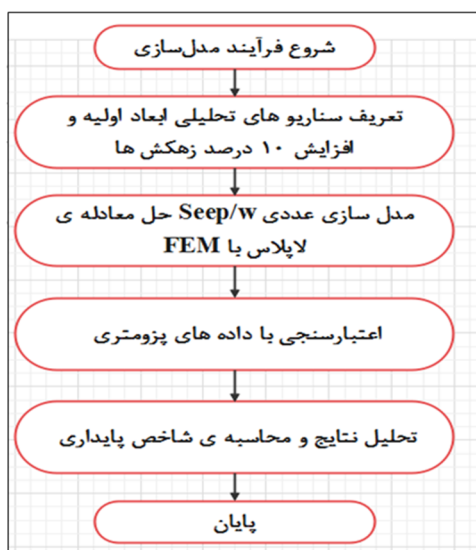 شروع فرآیند مدل‌سازی
تعریف سناریو های تحلیلی ابعاد اولیه و
افزایش ۱۰ درصد زهکش ها
مدل سازی عددی Seep/w حل معادله ی
لاپلاس با FEM
اعتبارسنجی با داده های پزومتری
تحلیل نتایج و محاسبه ی شاخص پایداری
پایان